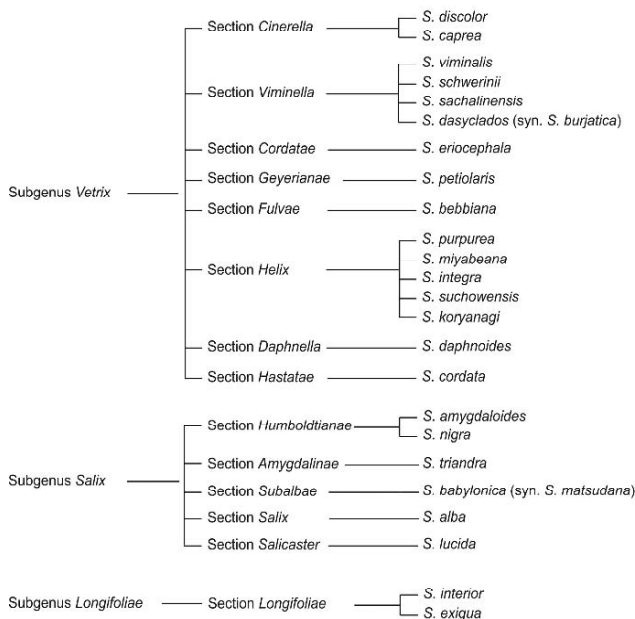 Section Cinerella
S. discolor
S. caprea
Section Viminella
S. viminalis
S. schwerinii
S. sachalinensis
S. dasyclados (syn. S. burjatica)
Section Cordatae
S. eriocephala
Section Geyerianae
S. petiolaris
Subgenus Vetrix
Section Fulvae
S. bebbiana
Section Helix
S. purpurea
S. miyabeana
S. integra
S. suchowensis
S. koryanagi
Section Daphnella
S. daphnoides
Section Hastatae
S. cordata
Section Humboldtianae
S. amygdaloides
S. nigra
Section Amygdalinae
S. triandra
Subgenus Salix
Section Subalbae
S. babylonica (syn. S. matsudana)
Section Salix
S. alba
Section Salicaster
S. lucida
Subgenus Longifoliae
Section Longifoliae
S. interior
S. exigua